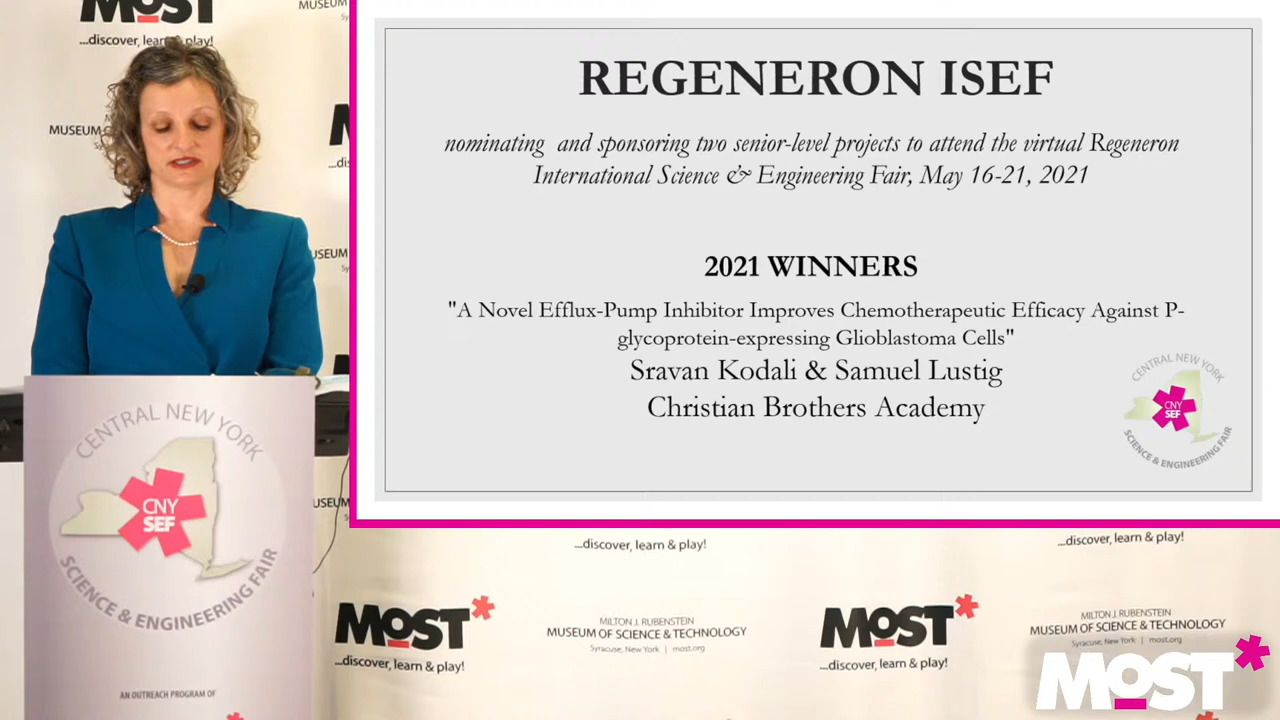 MOST
...discover, learn & play!
MUSEUM
MUSEUM
REGENERON ISEF
nominating and sponsoring two senior-level projects to attend the virtual Regeneron
International Science & Engineering Fair, May 16-21, 2021
2021 WINNERS
"A Novel Efflux-Pump Inhibitor Improves Chemotherapeutic Efficacy Against P-
glycoprotein-expressing Glioblastoma Cells"
Sravan Kodali & Samuel Lustig
Christian Brothers Academy
CENTRAL NEW YORK
CNY
SEF
SCIENCE & ENGINEERING FAIR
CENTRAL NEW YORK
CNY
SEF
SCIENCE & ENGINEERING FAIR
AN OUTREACH PROGRAM OF
...discover, learn & play!
...discover, learn & play!
MOST
...discover, learn & play!
MILTON J. RUBENSTEIN
MUSEUM OF SCIENCE & TECHNOLOGY
Syracuse, New York | most.org
MOST
...discover, learn & play!
MILTON J. RUBENSTEIN
MUSEUM OF SCIENCE & TECHNOLOGY
Syracuse, New York | most.org
MOST